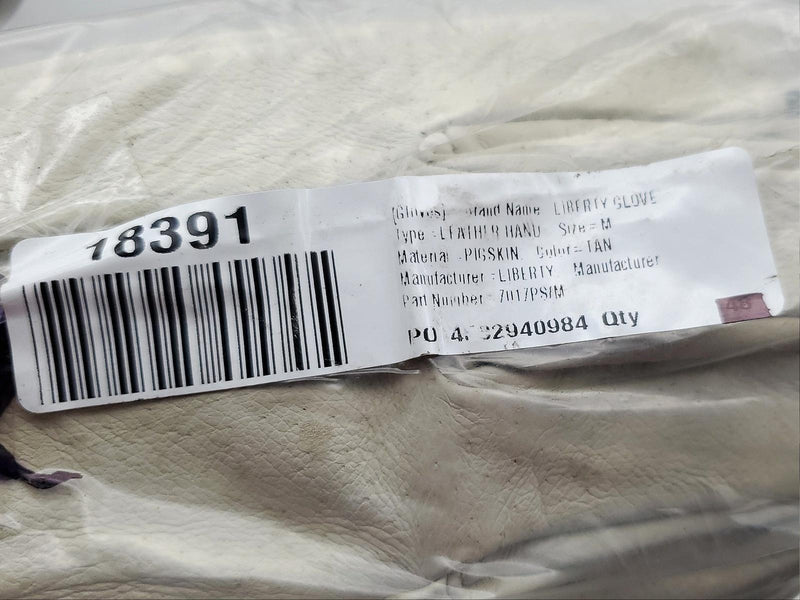 18391
[Gloves] Brand Name LIBERTY GLOVE
Type = LEATHER HAND Size = M
Material = PIGSKIN Color = TAN
Manufacturer = LIBERTY Manufacturer
Part Number = 7017PS/M
PO Qty